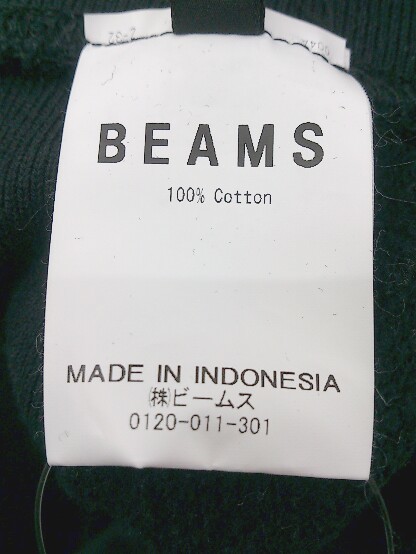 BEAMS
100% Cotton
MADE IN INDONESIA
㈱ビームス
0120-011-301